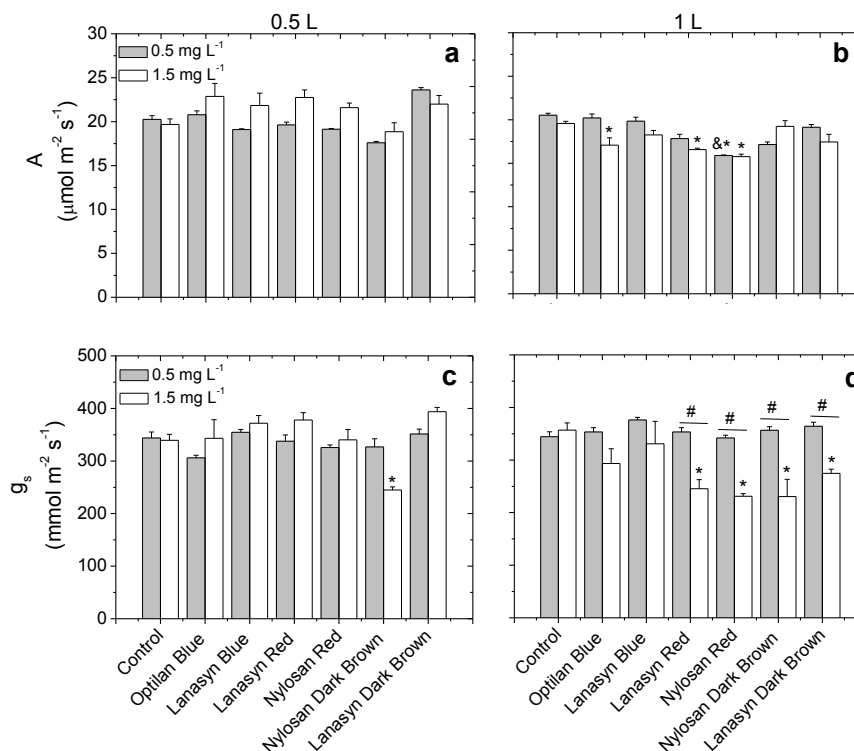 0.5 L
1 L
a
b
0.5 mg L⁻¹
1.5 mg L⁻¹
A
(μmol m⁻² s⁻¹)
30
25
20
15
10
5
0
*
*
&*
*
c
d
0.5 mg L⁻¹
1.5 mg L⁻¹
gₛ
(mmol m⁻² s⁻¹)
500
400
300
200
100
0
*
#
#
#
#
*
*
*
*
Control
Optilan Blue
Lanasyn Blue
Lanasyn Red
Nylosan Red
Nylosan Dark Brown
Lanasyn Dark Brown
Control
Optilan Blue
Lanasyn Blue
Lanasyn Red
Nylosan Red
Nylosan Dark Brown
Lanasyn Dark Brown